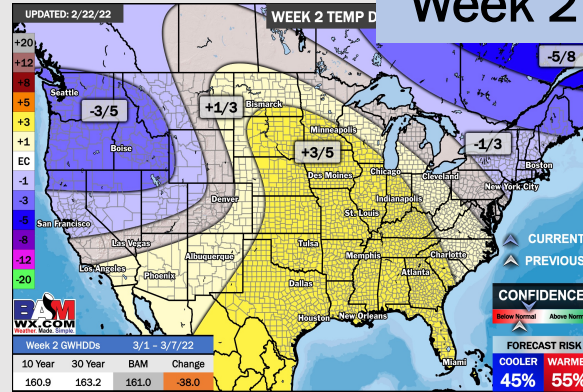 UPDATED: 2/22/22
WEEK 2 TEMP D
Week 2
+20
+12
+8
+5
+3
+1
EC
-1
-3
-5
-8
-12
-20
-5/8
-3/5
+1/3
+3/5
-1/3
Seattle
Bismarck
Minneapolis
Boise
Boston
Des Moines
Chicago
Cleveland
New York City
Denver
Indianapolis
San Francisco
St. Louis
Las Vegas
Los Angeles
Albuquerque
Tulsa
Memphis
Charlotte
Phoenix
Atlanta
Dallas
Houston
New Orleans
Miami
CURRENT
PREVIOUS
BAM
WX.COM
Weather. Made. Simple.
CONFIDENCE
Below Normal
Above Norm
Week 2 GWHDDs 3/1 – 3/7/22
10 Year 30 Year BAM Change
160.9 163.2 161.0 -38.0
FORECAST RISK
COOLER WARME
45% 55%